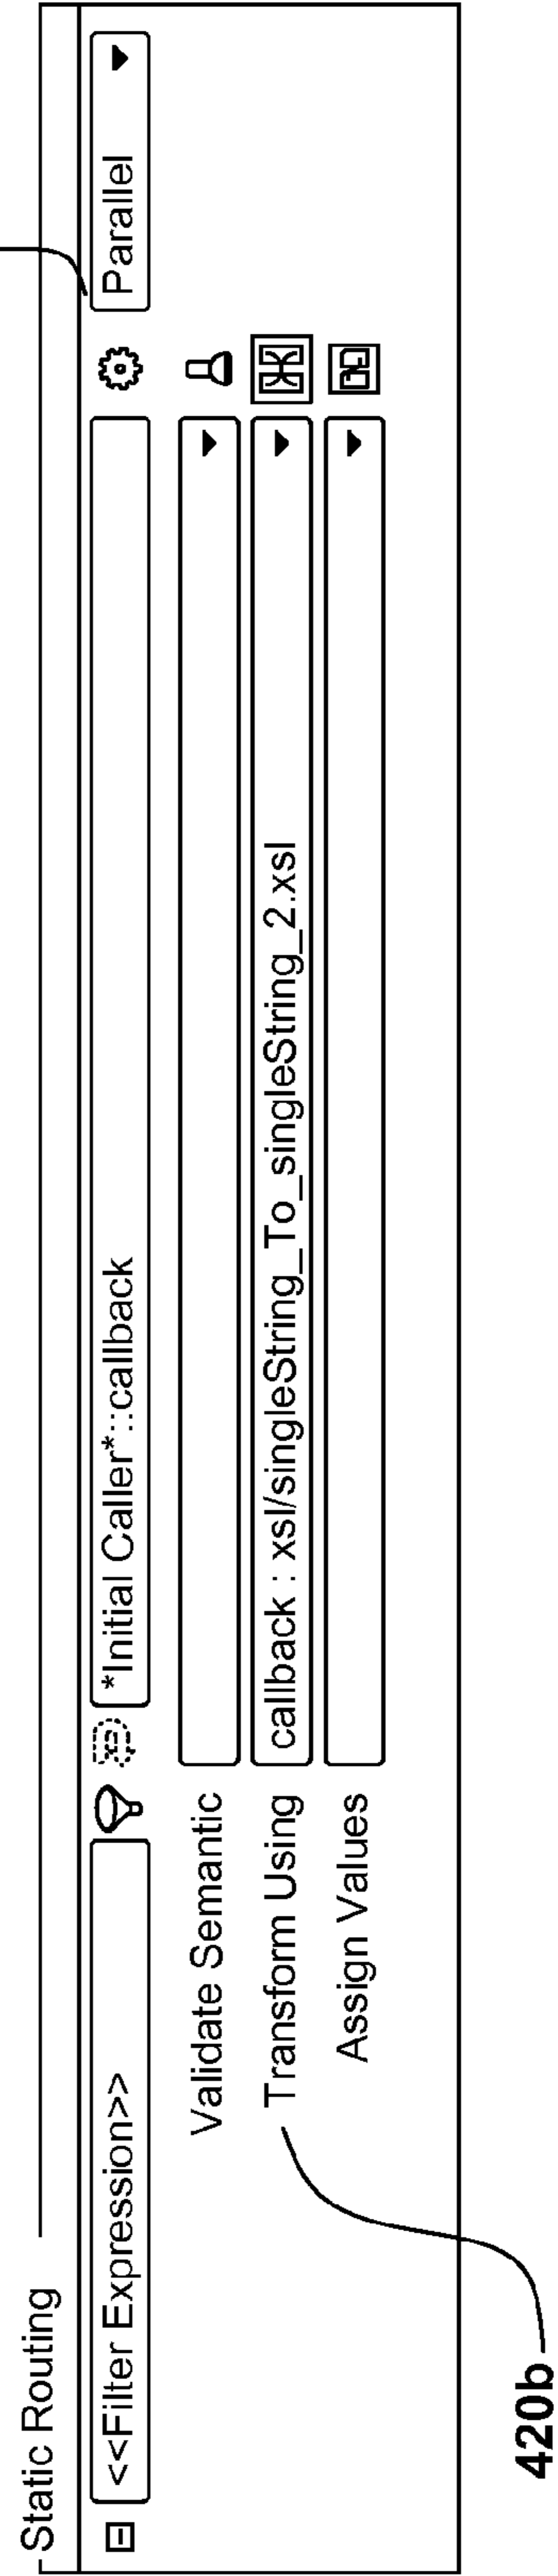 Static Routing
<<Filter Expression>> *Initial Caller*::callback Parallel
Validate Semantic
Transform Using callback : xsl/singleString_To_singleString_2.xsl
Assign Values
420b